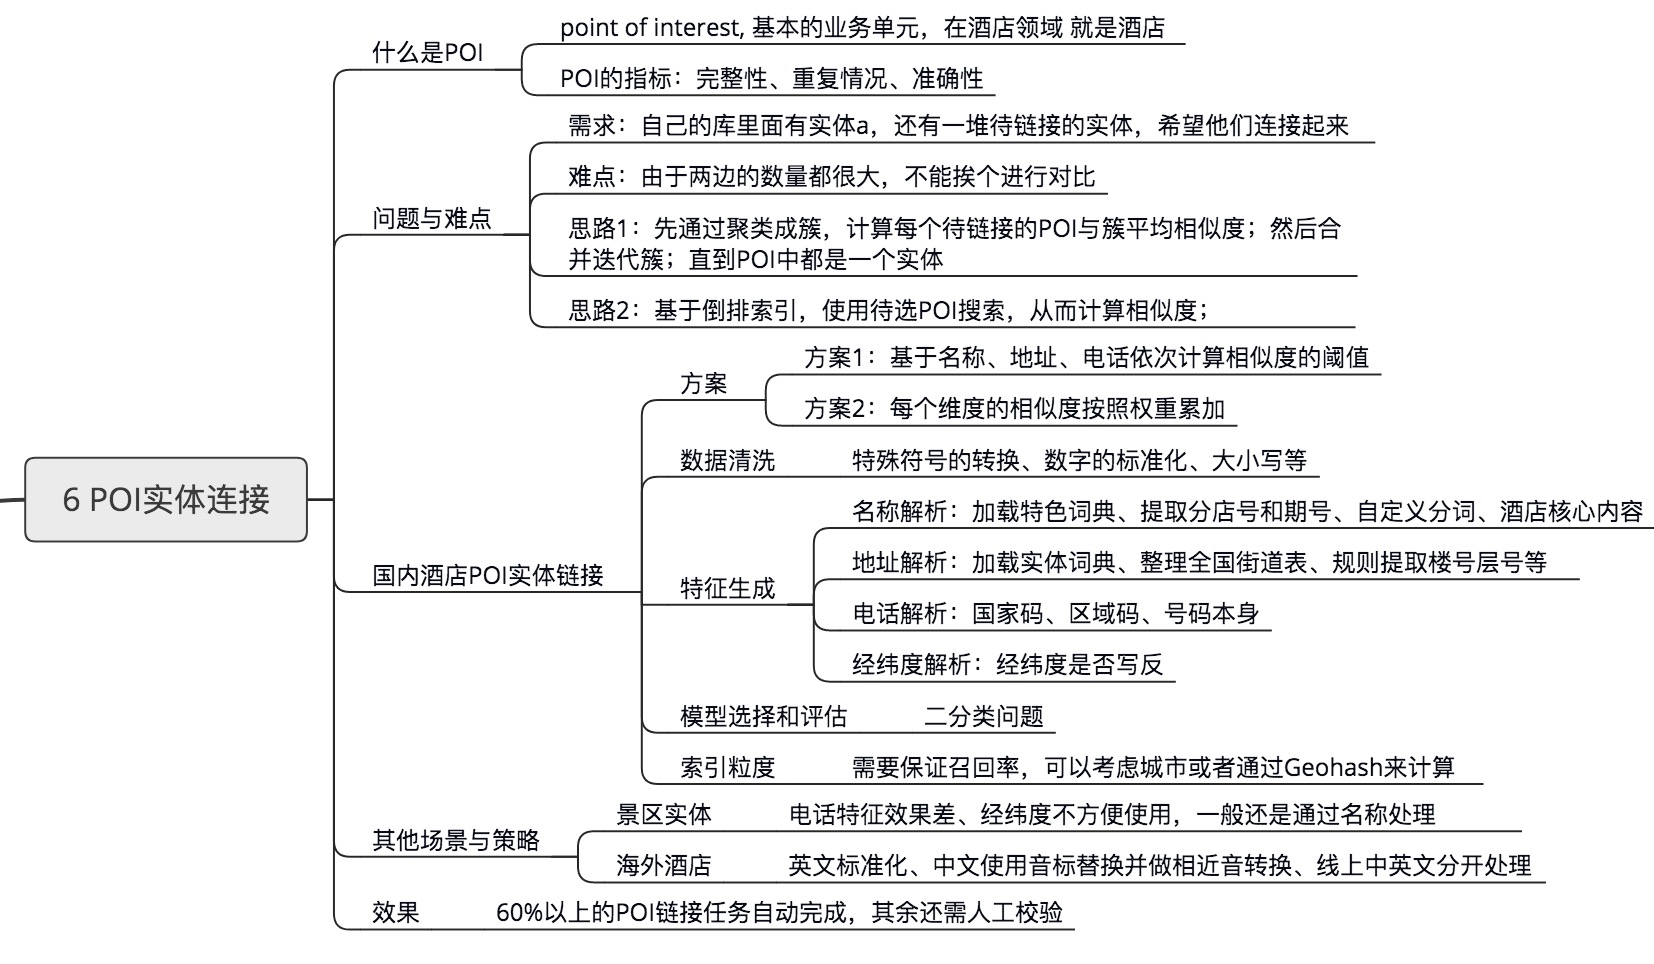 6 POI实体连接
什么是POI
point of interest, 基本的业务单元，在酒店领域 就是酒店
POI的指标：完整性、重复情况、准确性
问题与难点
需求：自己的库里面有实体a，还有一堆待链接的实体，希望他们连接起来
难点：由于两边的数量都很大，不能挨个进行对比
思路1：先通过聚类成簇，计算每个待链接的POI与簇平均相似度；然后合
并迭代簇；直到POI中都是一个实体
思路2：基于倒排索引，使用待选POI搜索，从而计算相似度；
国内酒店POI实体链接
方案
方案1：基于名称、地址、电话依次计算相似度的阈值
方案2：每个维度的相似度按照权重累加
数据清洗
特殊符号的转换、数字的标准化、大小写等
特征生成
名称解析：加载特色词典、提取分店号和期号、自定义分词、酒店核心内容
地址解析：加载实体词典、整理全国街道表、规则提取楼号层号等
电话解析：国家码、区域码、号码本身
经纬度解析：经纬度是否写反
模型选择和评估
二分类问题
索引粒度
需要保证召回率，可以考虑城市或者通过Geohash来计算
其他场景与策略
景区实体
电话特征效果差、经纬度不方便使用，一般还是通过名称处理
海外酒店
英文标准化、中文使用音标替换并做相近音转换、线上中英文分开处理
效果
60%以上的POI链接任务自动完成，其余还需人工校验